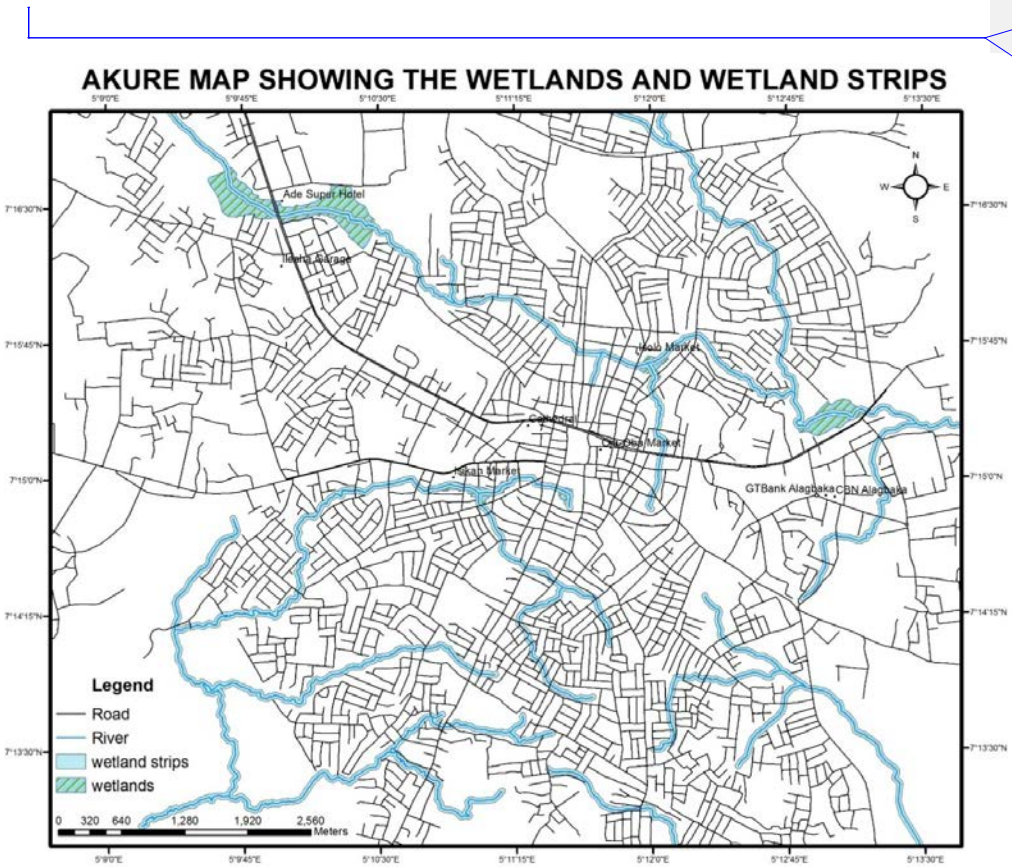 AKURE MAP SHOWING THE WETLANDS AND WETLAND STRIPS
5°9'0"E 5°9'45"E 5°10'30"E 5°11'15"E 5°12'0"E 5°12'45"E 5°13'30"E
N
W E
S
7°16'30"N 7°16'30"N
Ade Super Hotel
Ilesha Garage
7°15'45"N 7°15'45"N
Isolo Market
Cathedral
Oja-Oba Market
7°15'0"N 7°15'0"N
Market
GTBank Alagbaka CBN Alagbaka
7°14'15"N 7°14'15"N
Legend
Road
River
wetland strips
wetlands
7°13'30"N 7°13'30"N
0 320 640 1,280 1,920 2,560
Meters
5°9'0"E 5°9'45"E 5°10'30"E 5°11'15"E 5°12'0"E 5°12'45"E 5°13'30"E